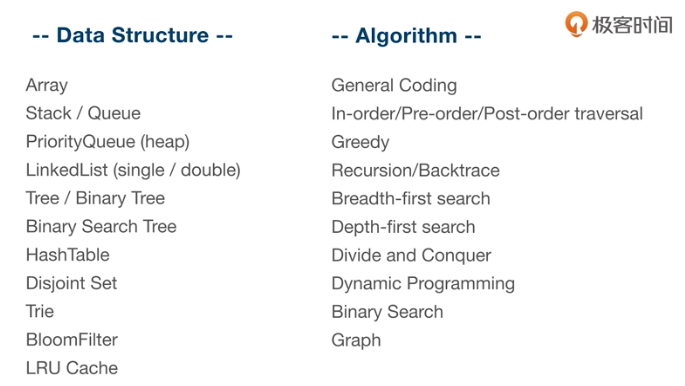 极客时间
-- Data Structure --
Array
Stack / Queue
PriorityQueue (heap)
LinkedList (single / double)
Tree / Binary Tree
Binary Search Tree
HashTable
Disjoint Set
Trie
BloomFilter
LRU Cache
-- Algorithm --
General Coding
In-order/Pre-order/Post-order traversal
Greedy
Recursion/Backtrace
Breadth-first search
Depth-first search
Divide and Conquer
Dynamic Programming
Binary Search
Graph